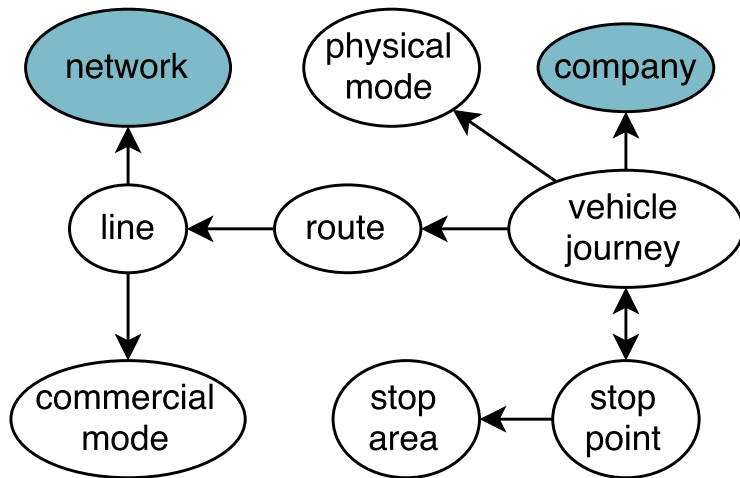 network
physical
mode
company
line
route
vehicle
journey
commercial
mode
stop
area
stop
point